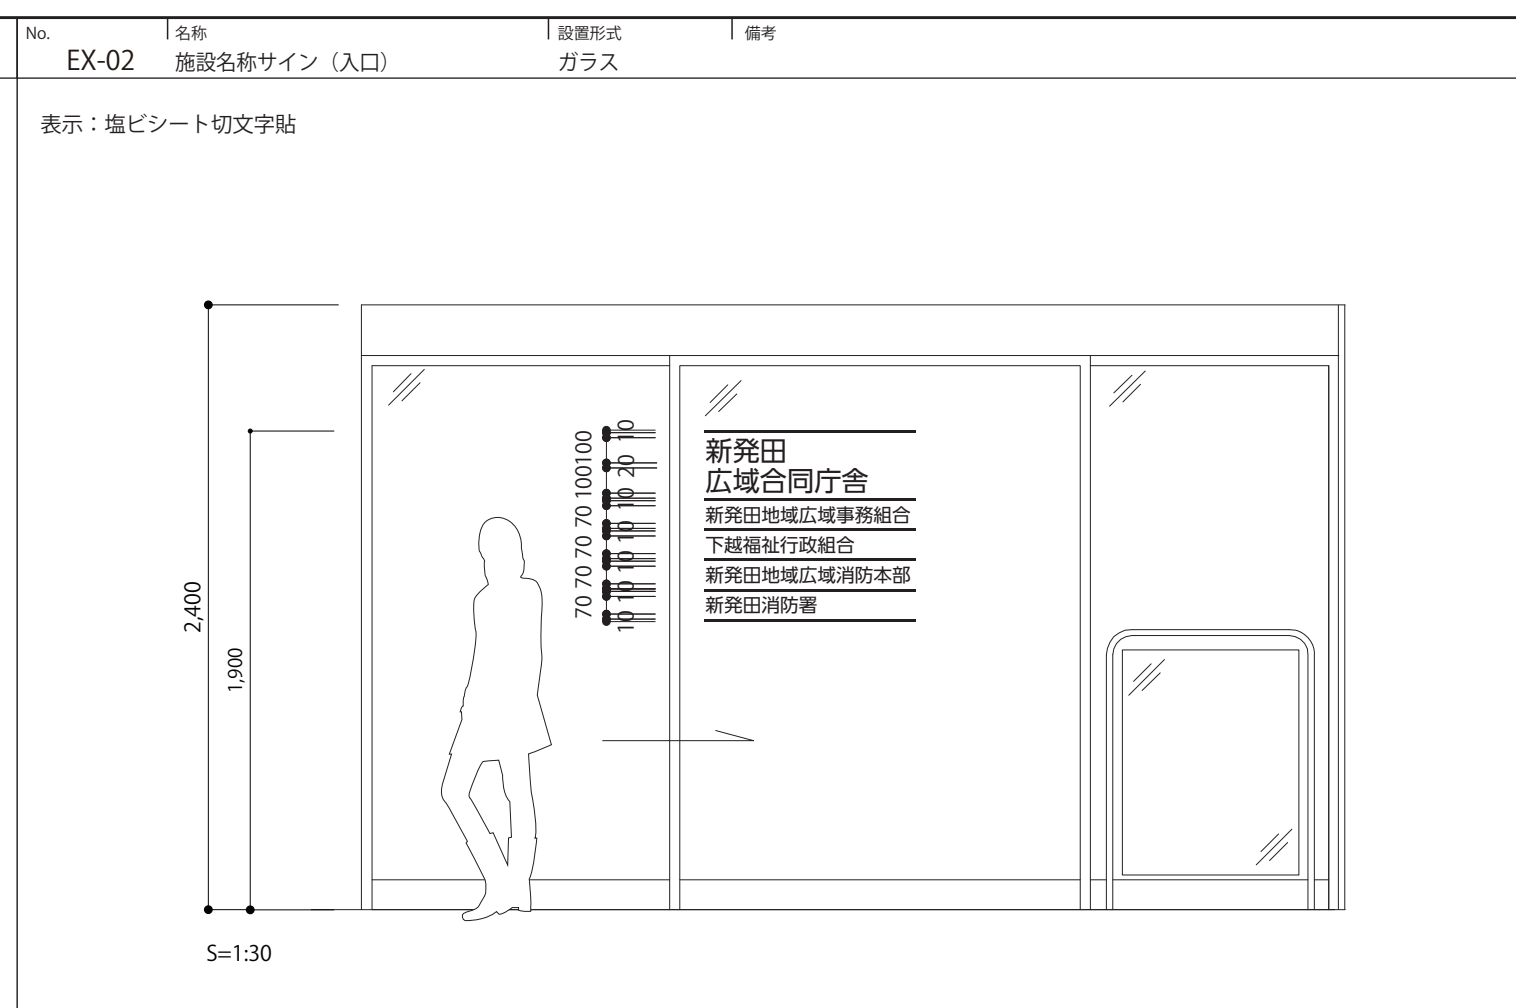 No.
名称
設置形式
備考
EX-02
施設名称サイン（入口）
ガラス
表示：塩ビシート切文字貼
2,400
1,900
100
100
70
70
70
70
10
20
10
10
10
10
10
新発田
広域合同庁舎
新発田地域広域事務組合
下越福祉行政組合
新発田地域広域消防本部
新発田消防署
S=1:30